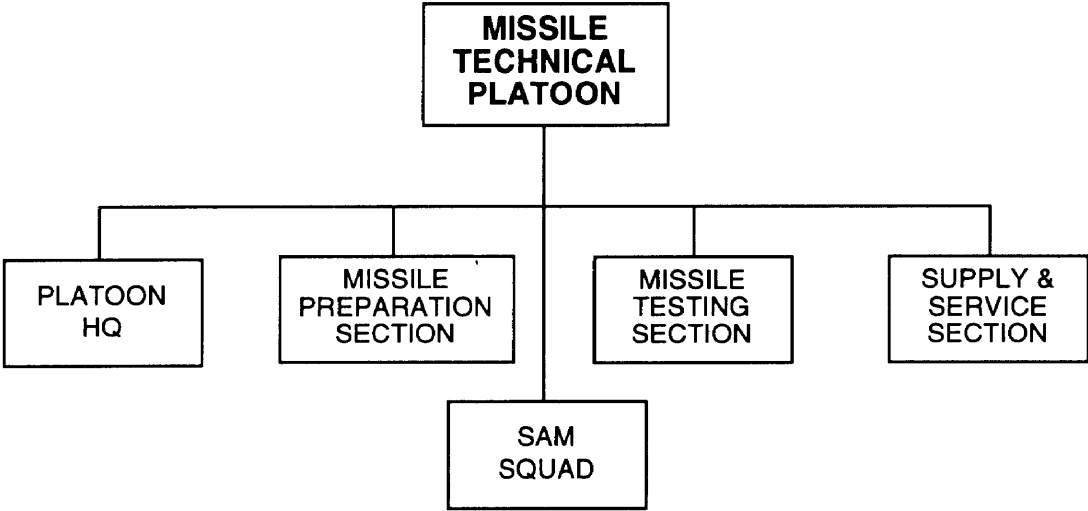 MISSILE
TECHNICAL
PLATOON
PLATOON
HQ
MISSILE
PREPARATION
SECTION
MISSILE
TESTING
SECTION
SUPPLY &
SERVICE
SECTION
SAM
SQUAD